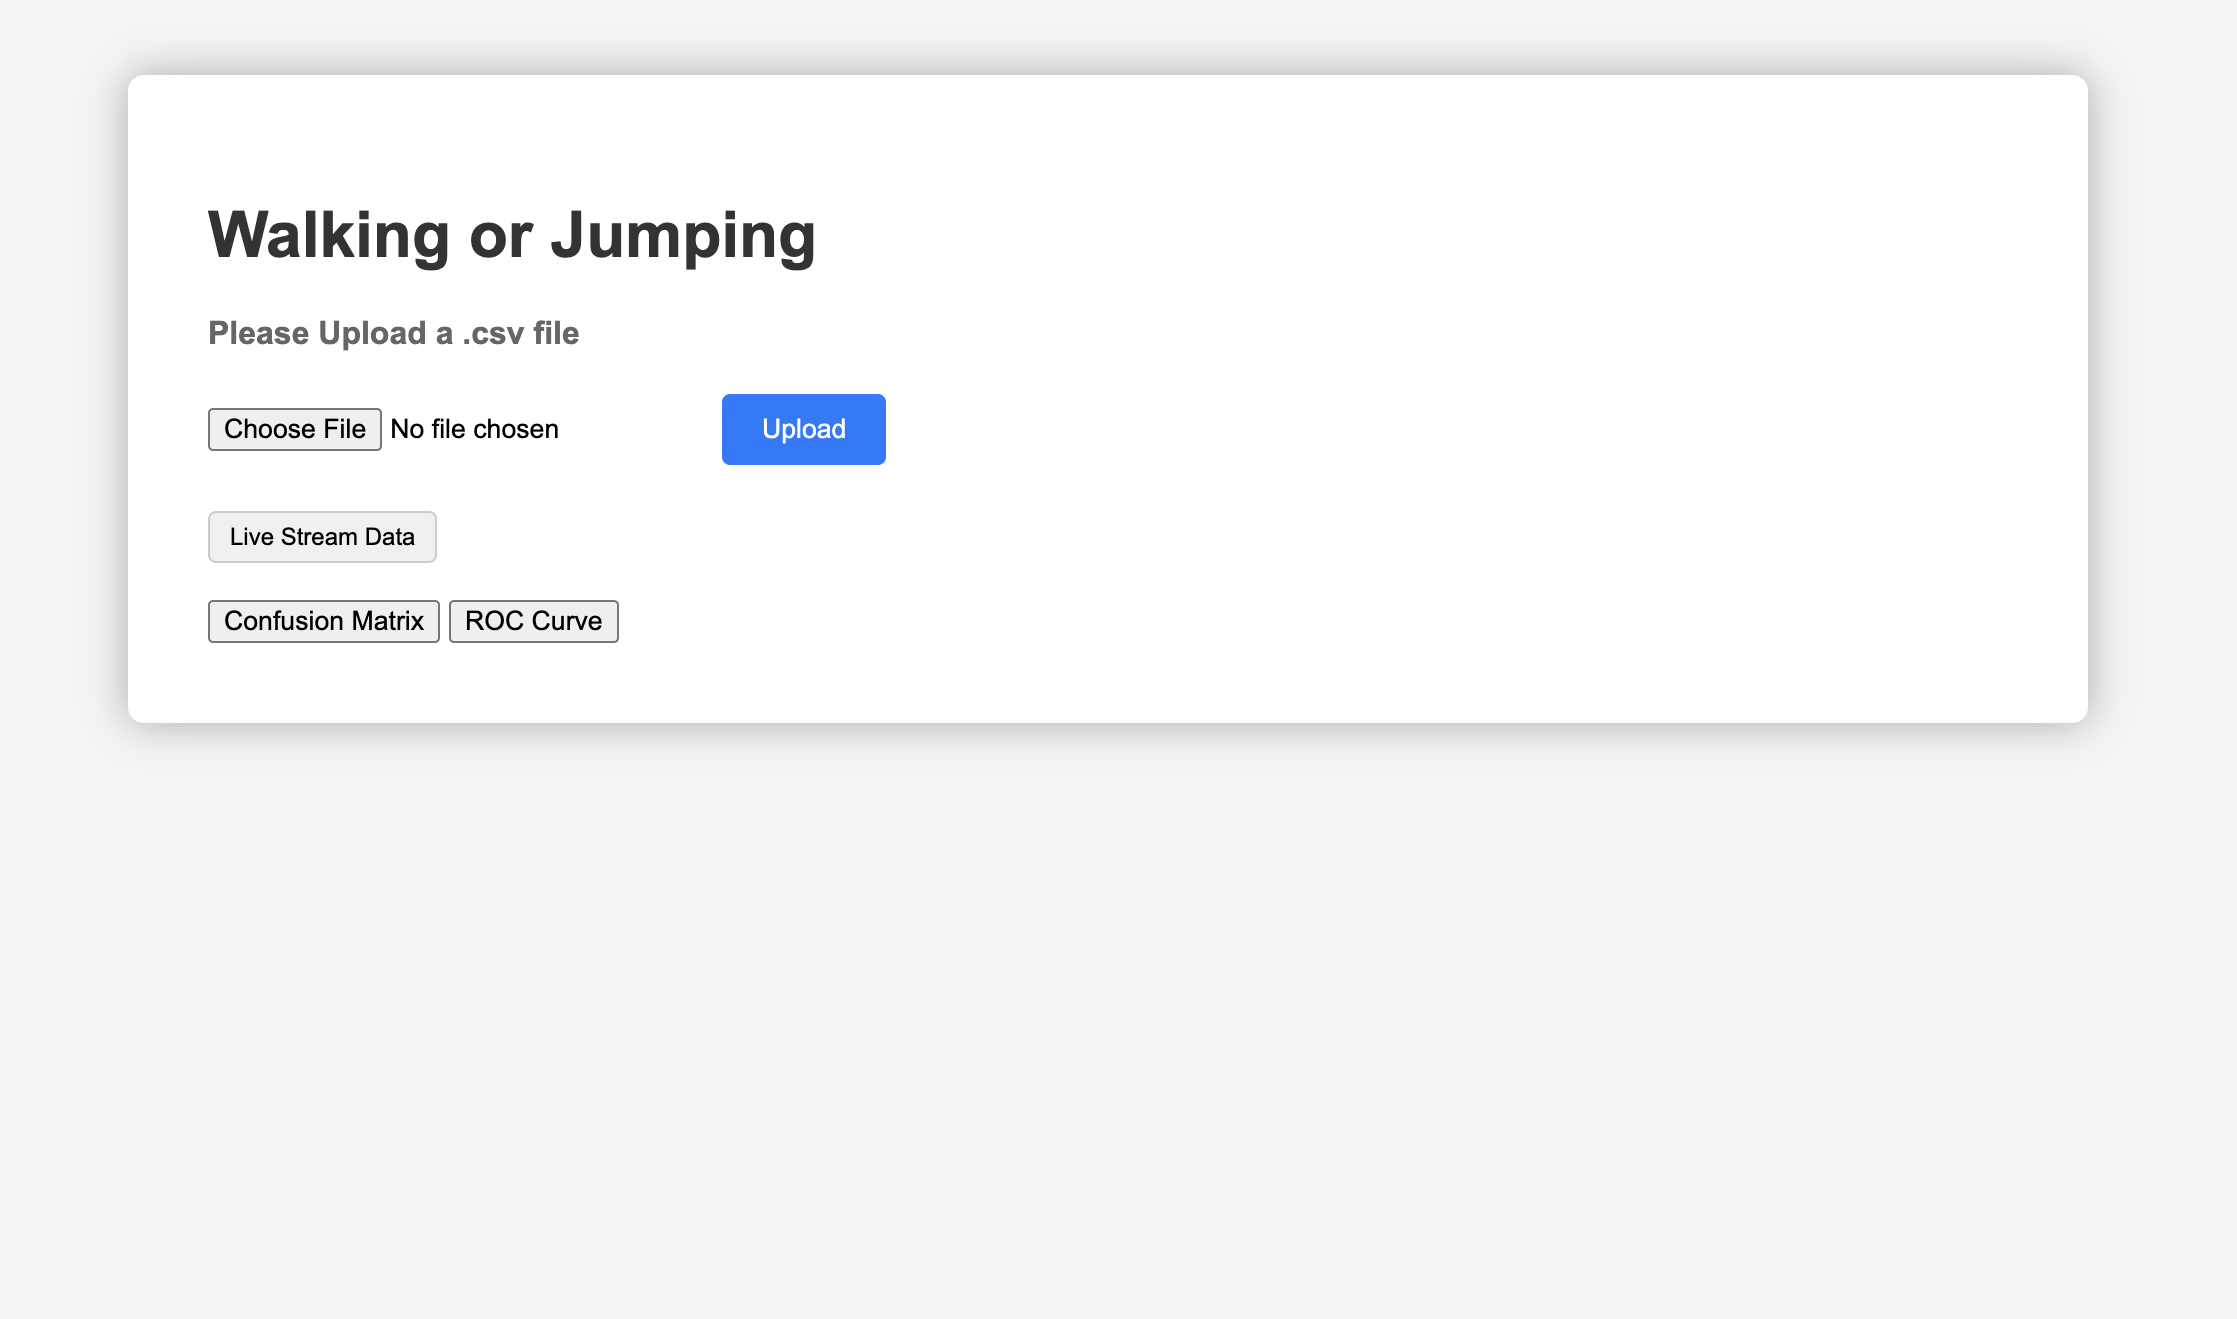 Walking or Jumping
Please Upload a .csv file
Choose File No file chosen Upload
Live Stream Data
Confusion Matrix ROC Curve